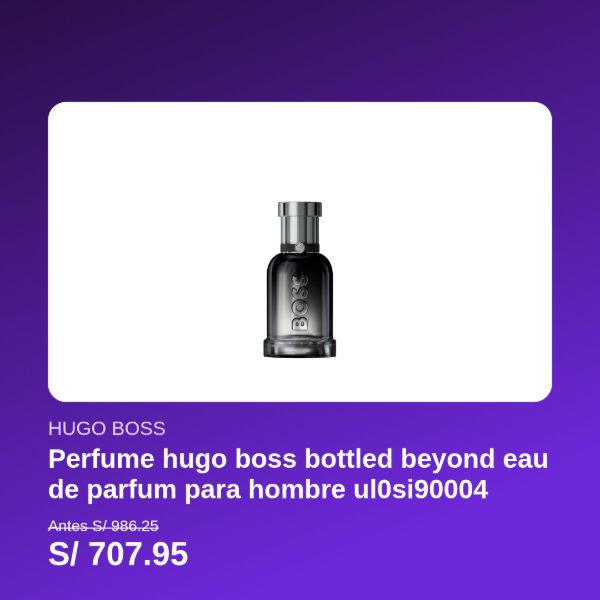 BOSS
HUGO BOSS
Perfume hugo boss bottled beyond eau
de parfum para hombre ul0si90004
Antes S/ 986.25
S/ 707.95